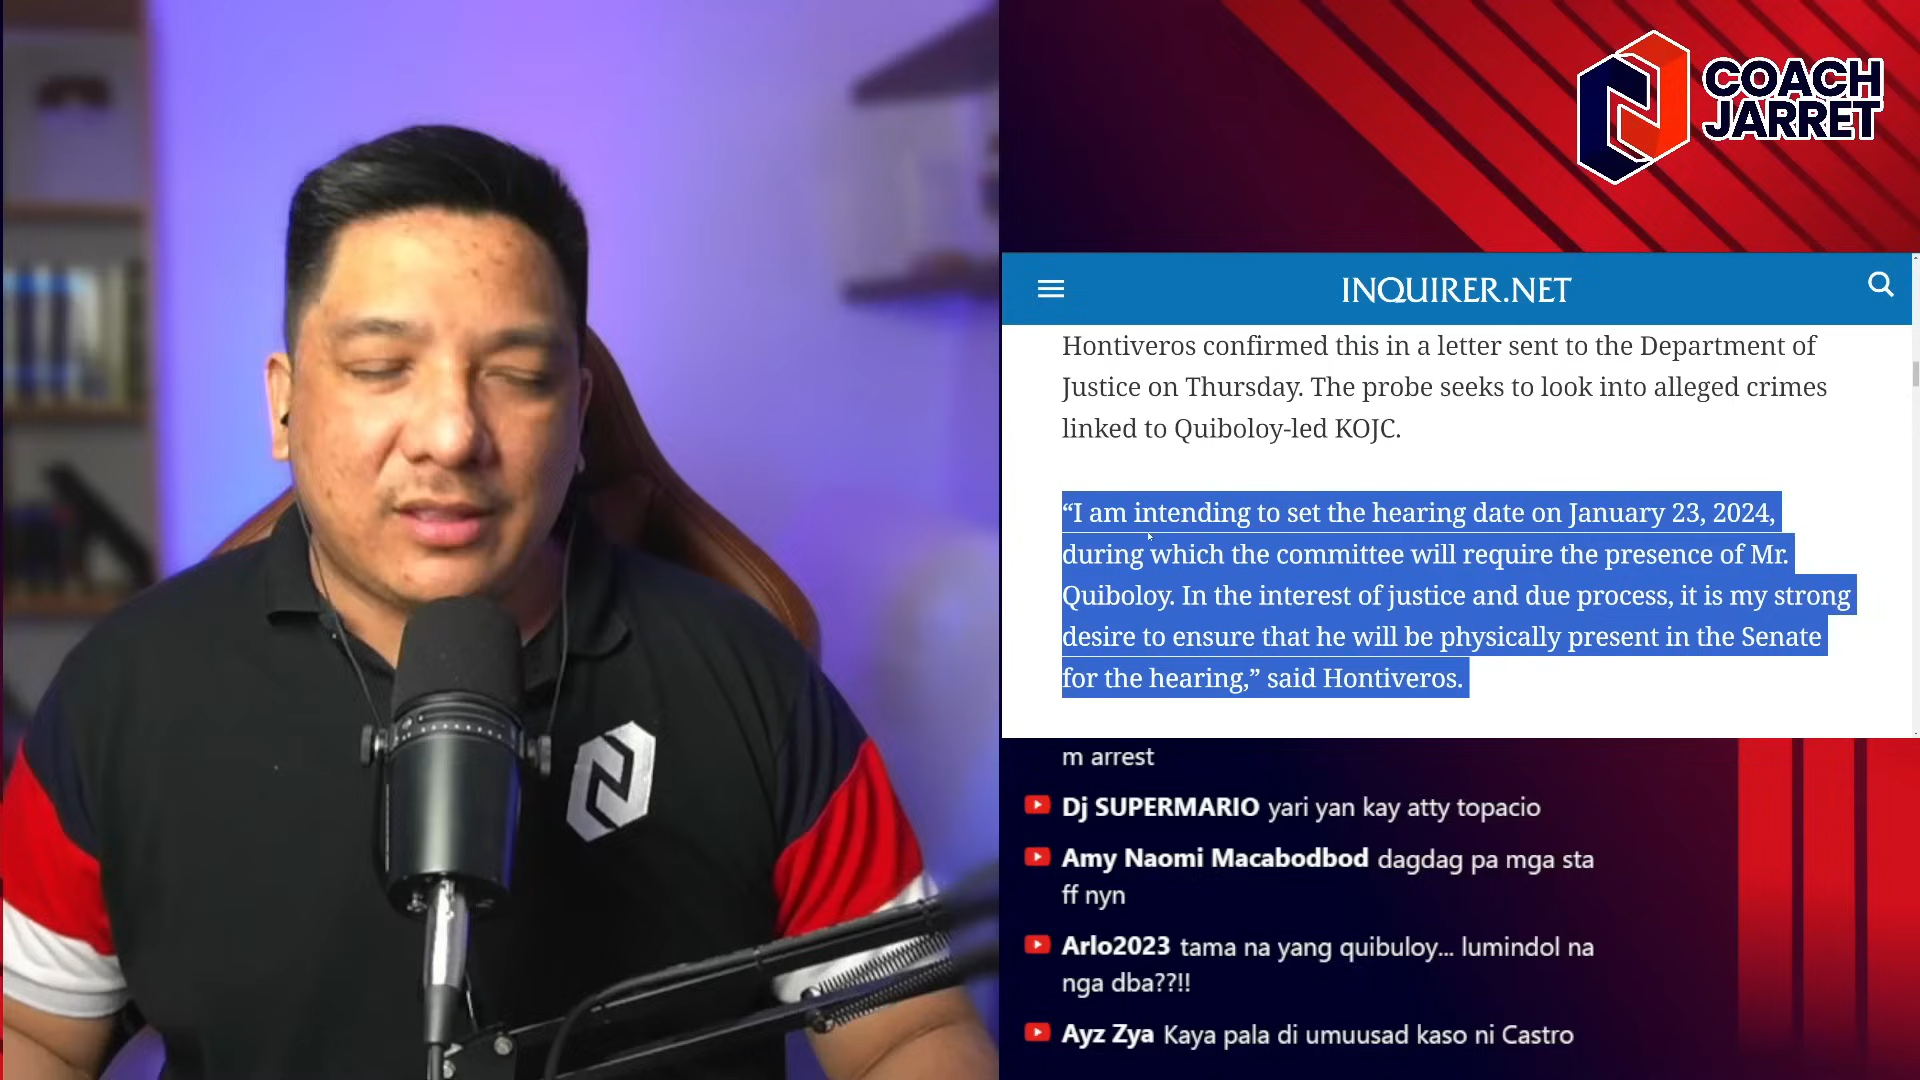 COACH
JARRET
INQUIRER.NET
Hontiveros confirmed this in a letter sent to the Department of
Justice on Thursday. The probe seeks to look into alleged crimes
linked to Quiboloy-led KOJC.
“I am intending to set the hearing date on January 23, 2024,
during which the committee will require the presence of Mr.
Quiboloy. In the interest of justice and due process, it is my strong
desire to ensure that he will be physically present in the Senate
for the hearing,” said Hontiveros.
m arrest
Dj SUPERMARIO yari yan kay atty topacio
Amy Naomi Macabodbod dagdag pa mga sta
ff nyn
Arlo2023 tama na yang quibuloy... lumindol na
nga dba??!!
Ayz Zya Kaya pala di umuusad kaso ni Castro